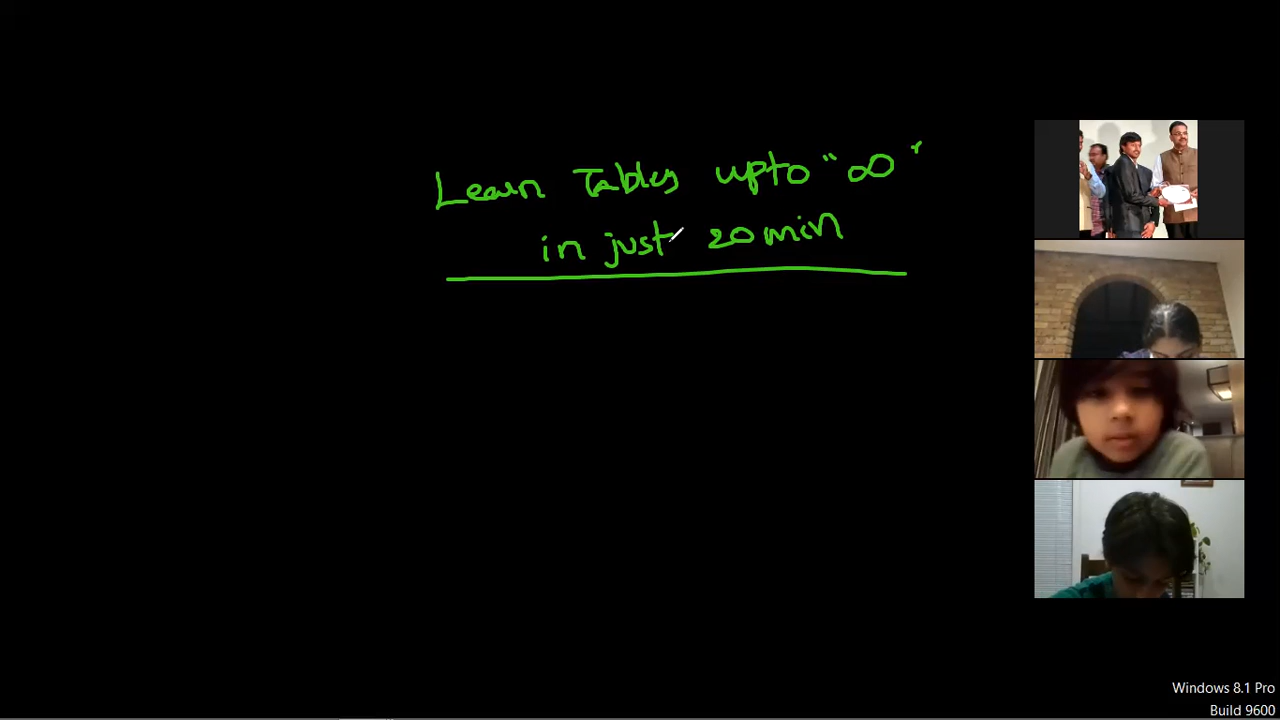 Learn Tables upto "∞"
in just 20 min
Windows 8.1 Pro
Build 9600